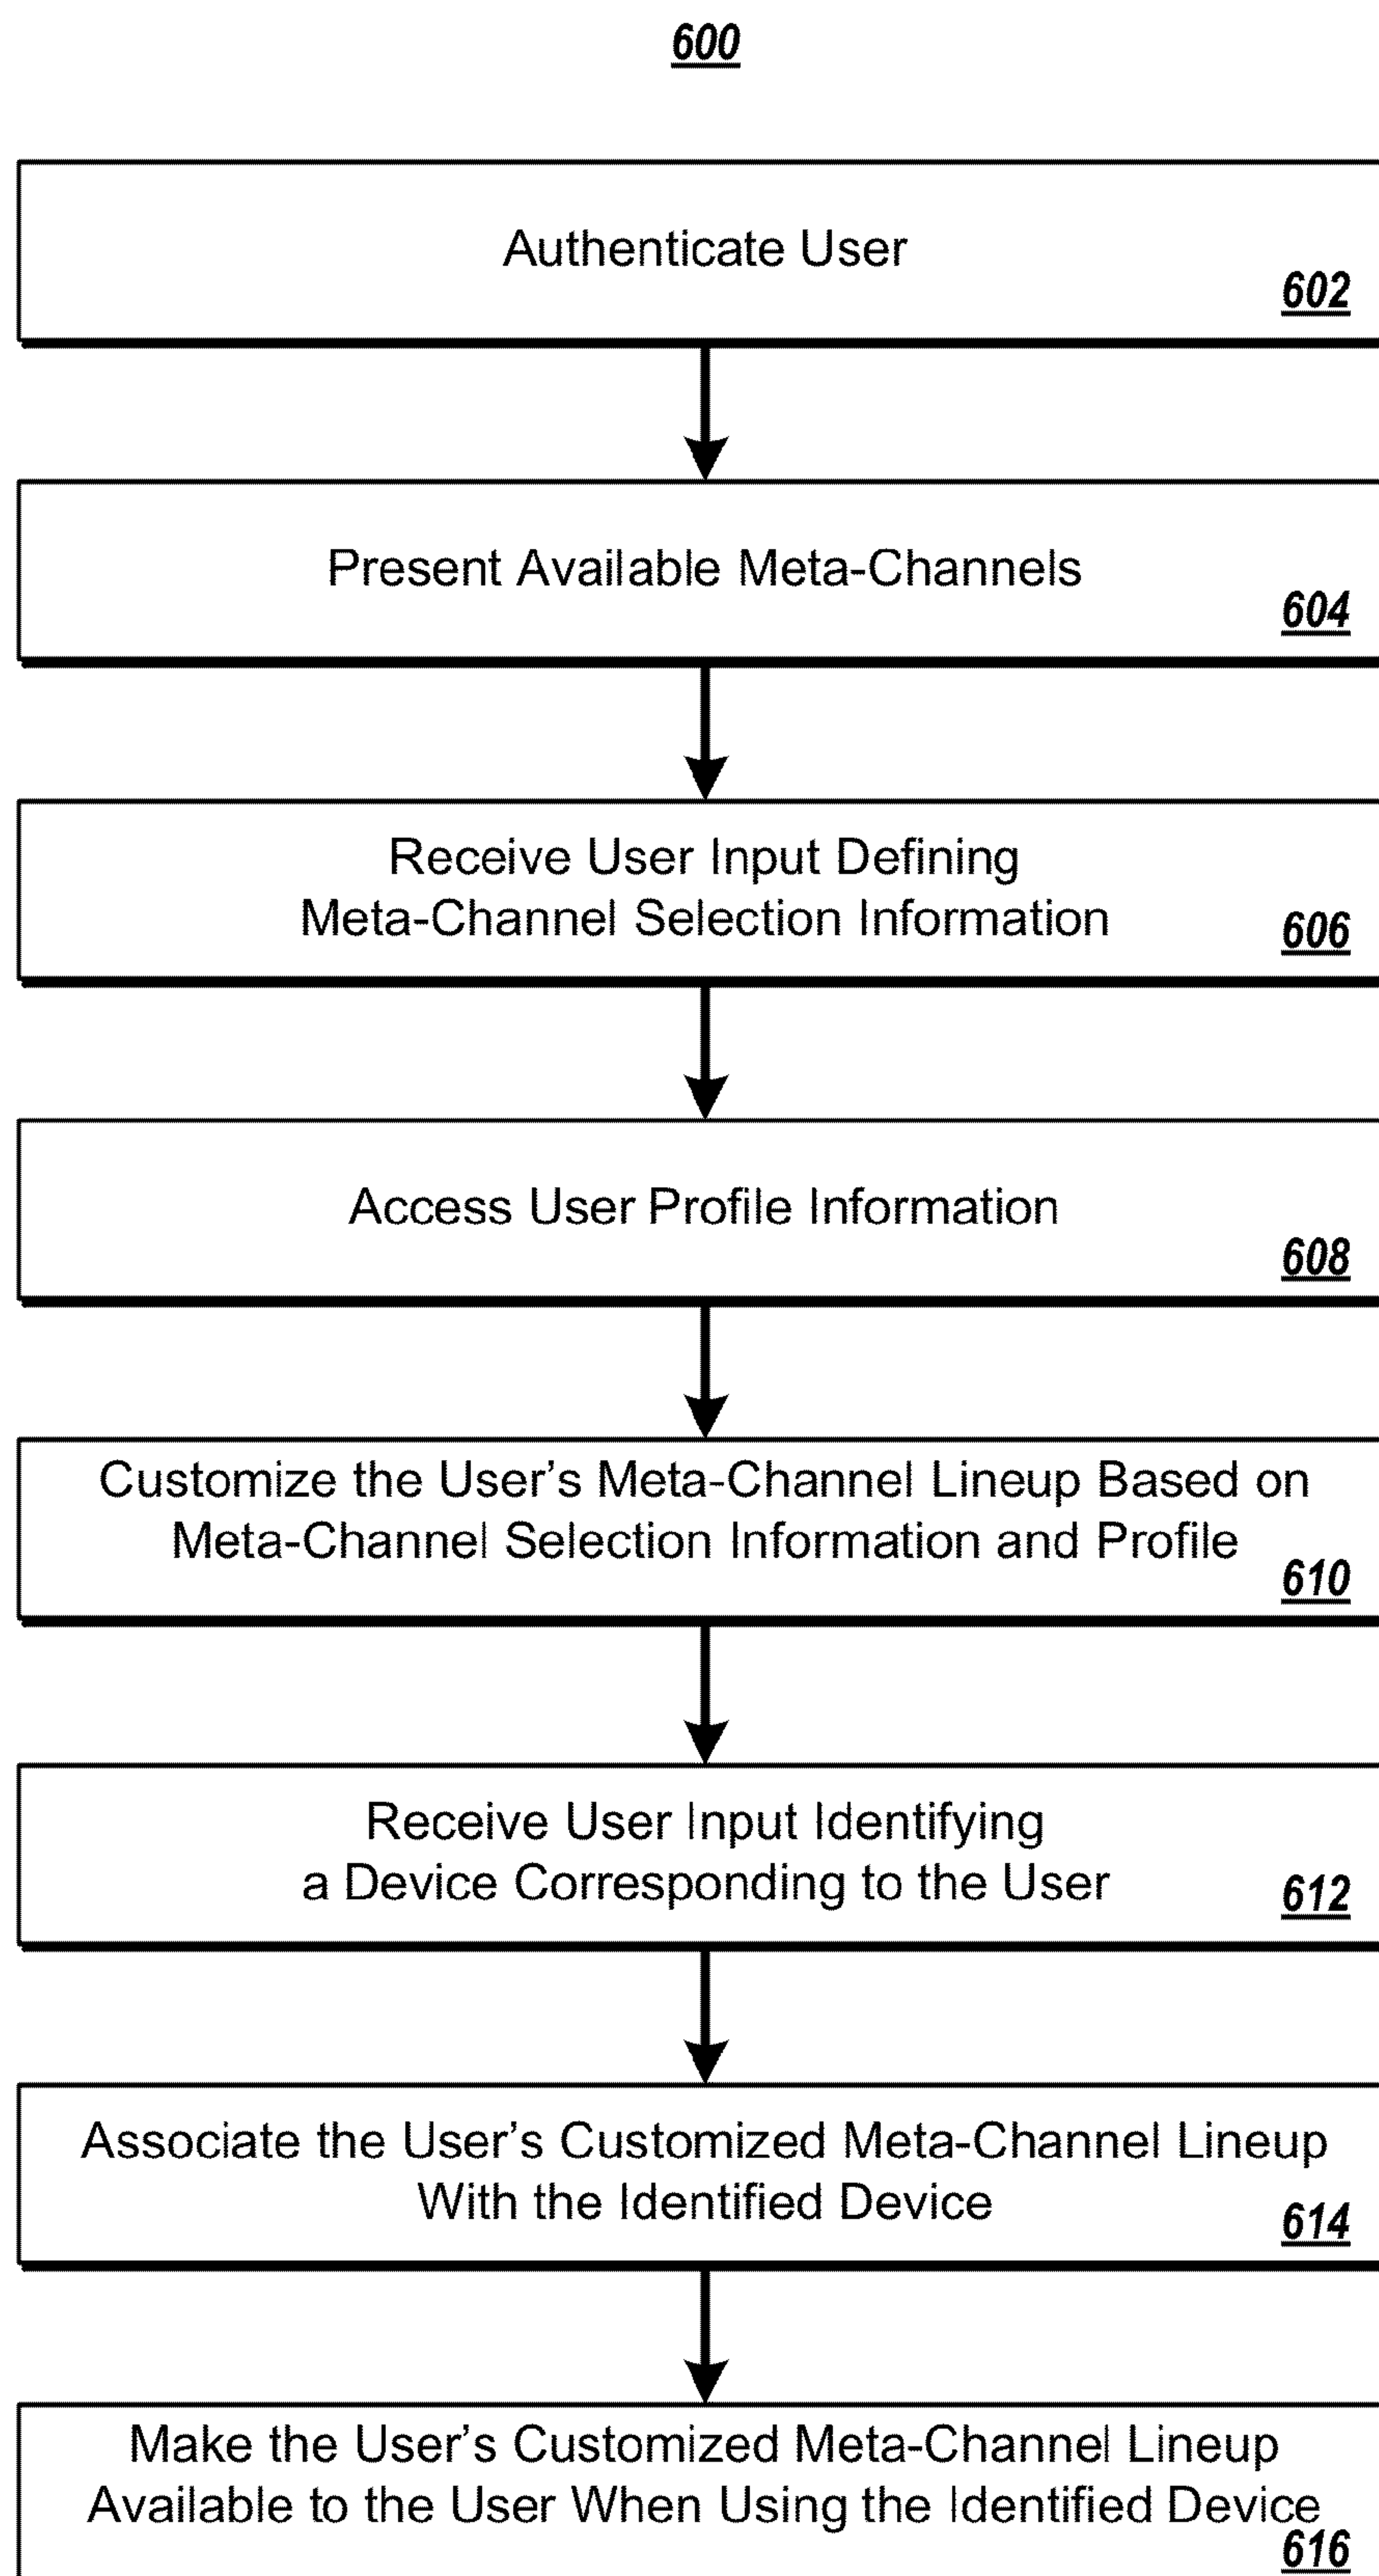 600
Authenticate User
602
Present Available Meta-Channels
604
Receive User Input Defining
Meta-Channel Selection Information
606
Access User Profile Information
608
Customize the User's Meta-Channel Lineup Based on
Meta-Channel Selection Information and Profile
610
Receive User Input Identifying
a Device Corresponding to the User
612
Associate the User's Customized Meta-Channel Lineup
With the Identified Device
614
Make the User's Customized Meta-Channel Lineup
Available to the User When Using the Identified Device
616